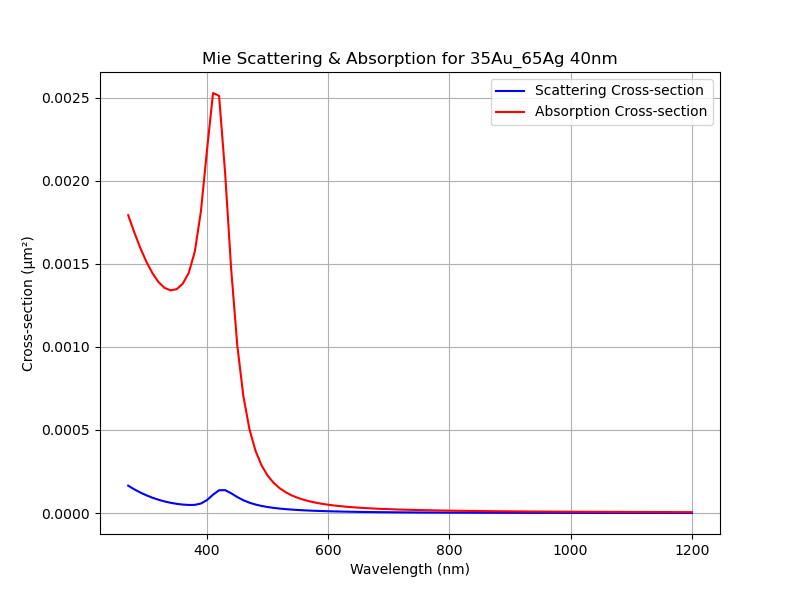 Mie Scattering & Absorption for 35Au_65Ag 40nm
Scattering Cross-section
Absorption Cross-section
Cross-section (μm²)
0.0025
0.0020
0.0015
0.0010
0.0005
0.0000
400 600 800 1000 1200
Wavelength (nm)